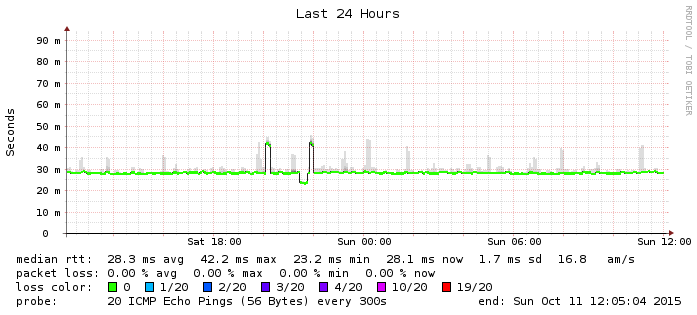 Last 24 Hours
RRDTOOL / TOBI OETIKER
Seconds
90 m
80 m
70 m
60 m
50 m
40 m
30 m
20 m
10 m
0
Sat 18:00 Sun 00:00 Sun 06:00 Sun 12:00
median rtt: 28.3 ms avg 42.2 ms max 23.2 ms min 28.1 ms now 1.7 ms sd 16.8 am/s
packet loss: 0.00 % avg 0.00 % max 0.00 % min 0.00 % now
loss color: 0 1/20 2/20 3/20 4/20 10/20 19/20
probe: 20 ICMP Echo Pings (56 Bytes) every 300s end: Sun Oct 11 12:05:04 2015